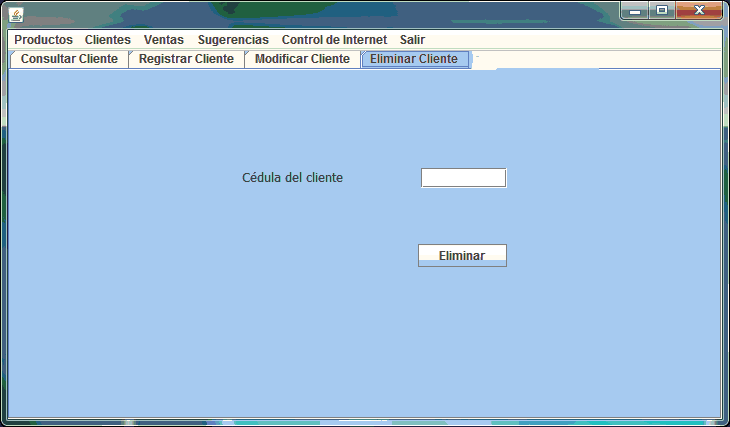 Productos Clientes Ventas Sugerencias Control de Internet Salir
Consultar Cliente Registrar Cliente Modificar Cliente Eliminar Cliente
Cédula del cliente
Eliminar